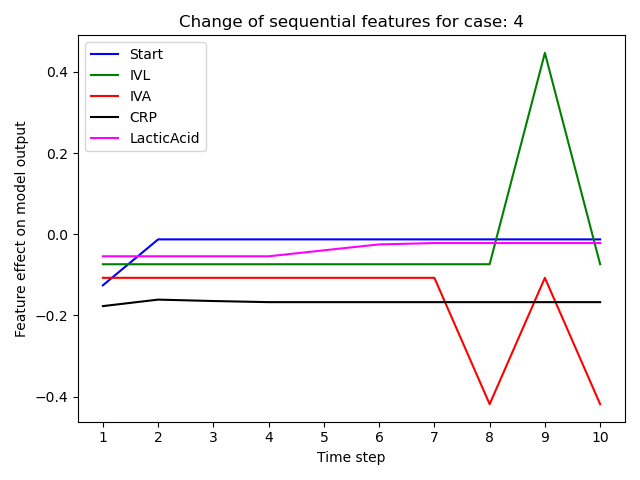 Change of sequential features for case: 4
Start
IVL
IVA
CRP
LacticAcid
Feature effect on model output
0.4
0.2
0.0
−0.2
−0.4
1 2 3 4 5 6 7 8 9 10
Time step